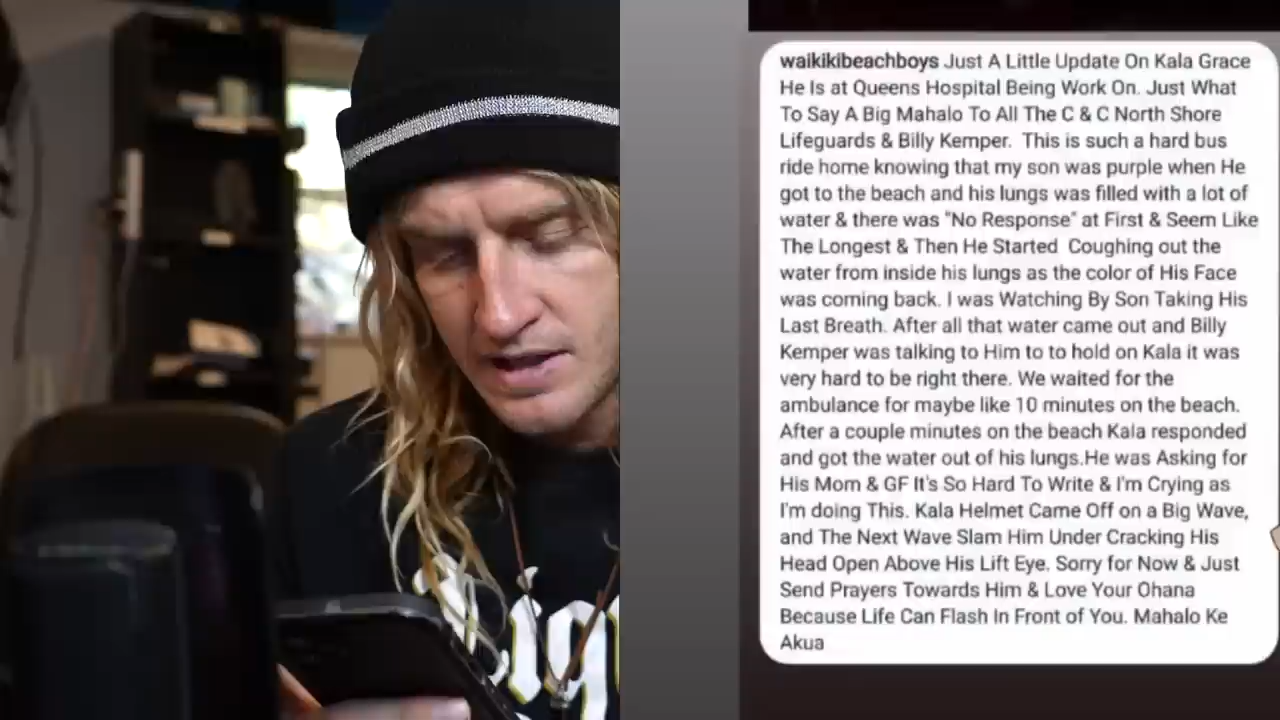 waikikibeachboys Just A Little Update On Kala Grace
He Is at Queens Hospital Being Work On. Just What
To Say A Big Mahalo To All The C & C North Shore
Lifeguards & Billy Kemper.  This is such a hard bus
ride home knowing that my son was purple when He
got to the beach and his lungs was filled with a lot of
water & there was "No Response" at First & Seem Like
The Longest & Then He Started  Coughing out the
water from inside his lungs as the color of His Face
was coming back. I was Watching By Son Taking His
Last Breath. After all that water came out and Billy
Kemper was talking to Him to to hold on Kala it was
very hard to be right there. We waited for the
ambulance for maybe like 10 minutes on the beach.
After a couple minutes on the beach Kala responded
and got the water out of his lungs.He was Asking for
His Mom & GF It's So Hard To Write & I'm Crying as
I'm doing This. Kala Helmet Came Off on a Big Wave,
and The Next Wave Slam Him Under Cracking His
Head Open Above His Lift Eye. Sorry for Now & Just
Send Prayers Towards Him & Love Your Ohana
Because Life Can Flash In Front of You. Mahalo Ke
Akua